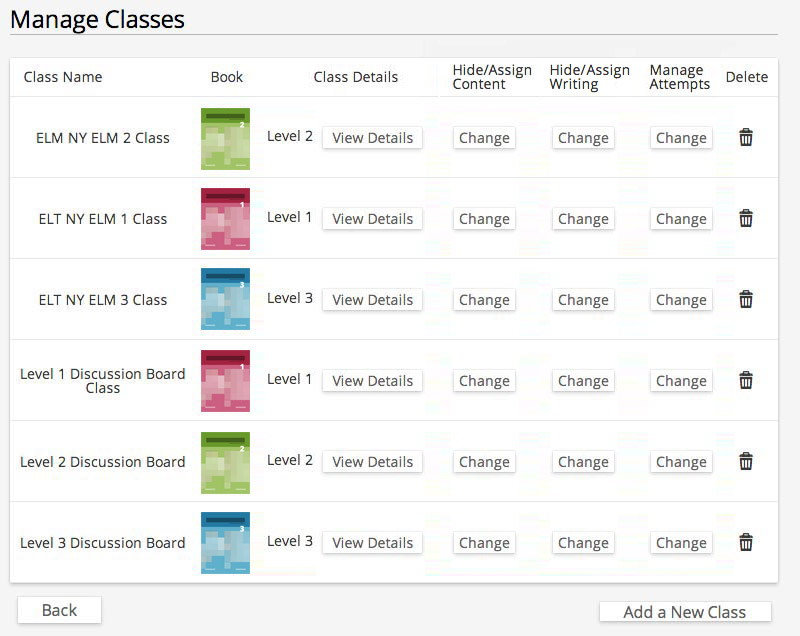 Manage Classes
Class Name Book Class Details Hide/Assign Content Hide/Assign Writing Manage Attempts Delete
ELM NY ELM 2 Class 2 Level 2 View Details Change Change Change
ELT NY ELM 1 Class 1 Level 1 View Details Change Change Change
ELT NY ELM 3 Class 3 Level 3 View Details Change Change Change
Level 1 Discussion Board Class 1 Level 1 View Details Change Change Change
Level 2 Discussion Board 2 Level 2 View Details Change Change Change
Level 3 Discussion Board 3 Level 3 View Details Change Change Change
Back Add a New Class